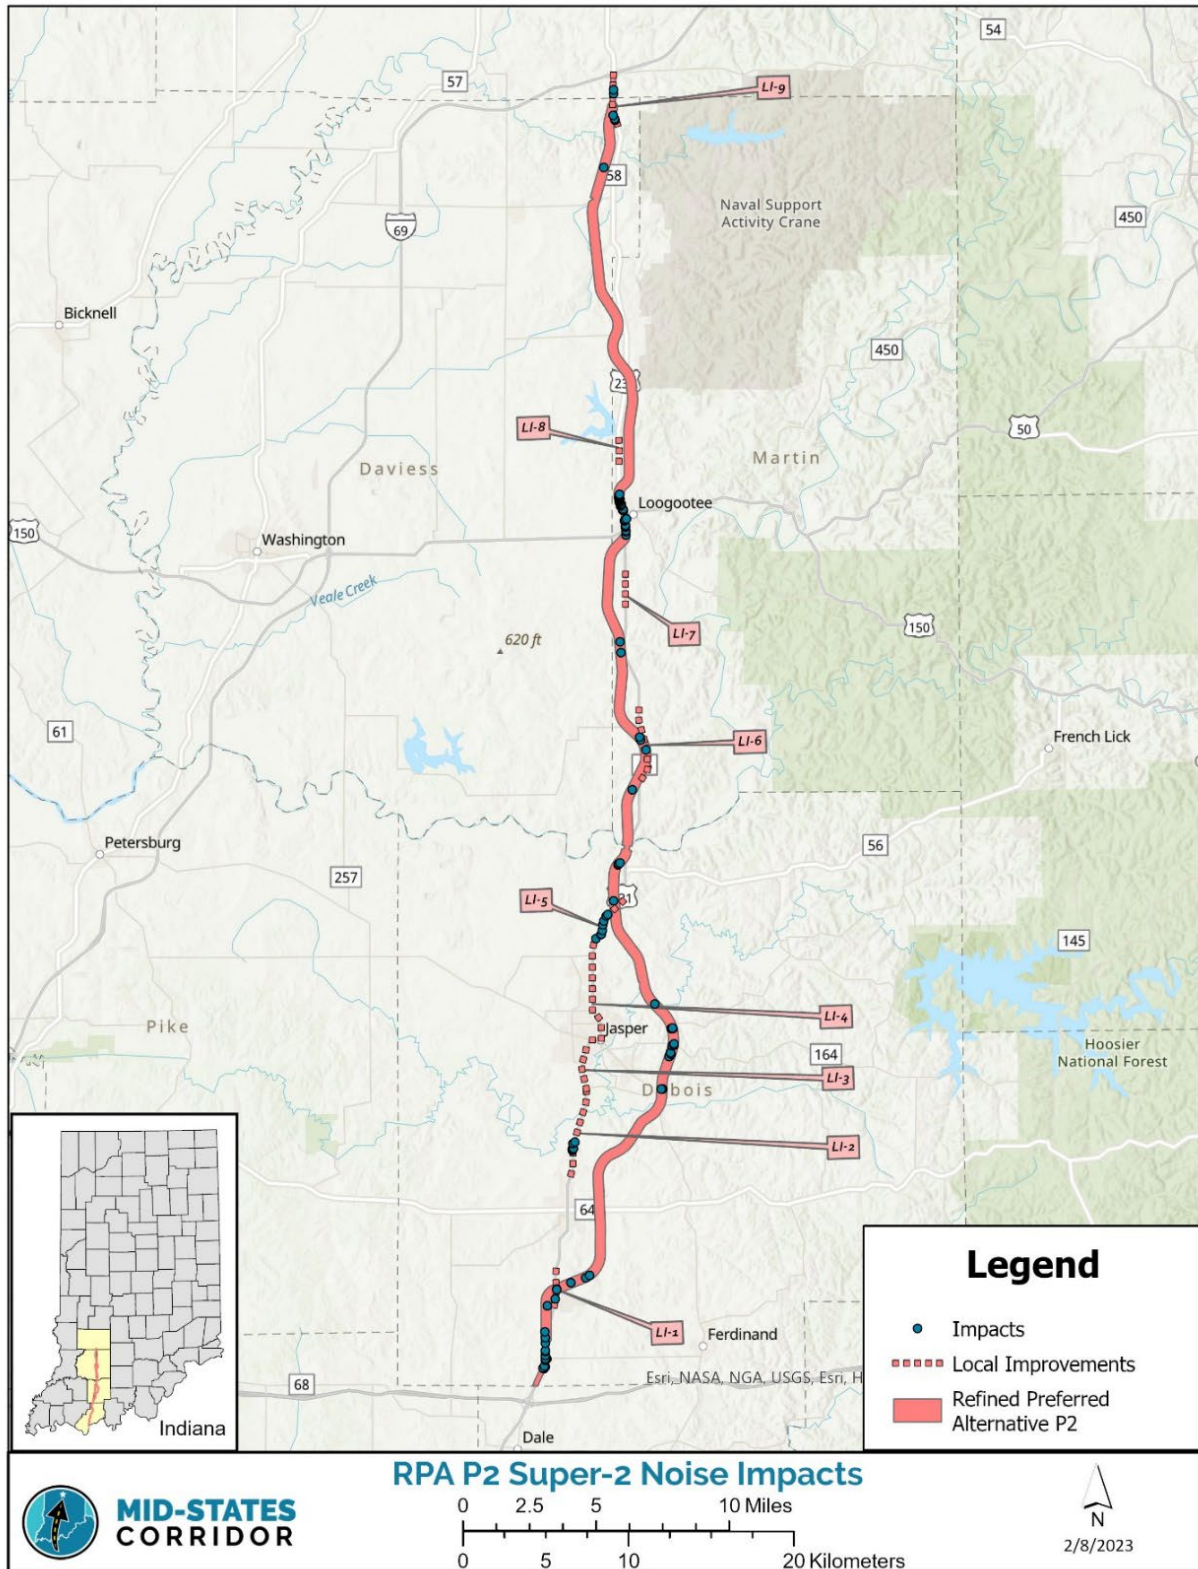 54
57
LI-9
58
Naval Support
Activity Crane
450
69
Bicknell
450
23
50
LI-8
Daviess
Martin
Loogootee
150
Washington
Veale Creek
150
LI-7
620 ft
61
LI-6
French Lick
Petersburg
56
257
LI-5
31
145
Pike
LI-4
Jasper
164
Hoosier
National Forest
LI-3
LI-2
64
LI-1
Ferdinand
68
Esri, NASA, NGA, USGS, Esri, H
Dale
Indiana
Legend
Impacts
Local Improvements
Refined Preferred
Alternative P2
MID-STATES
CORRIDOR
RPA P2 Super-2 Noise Impacts
0 2.5 5 10 Miles
0 5 10 20 Kilometers
N
2/8/2023